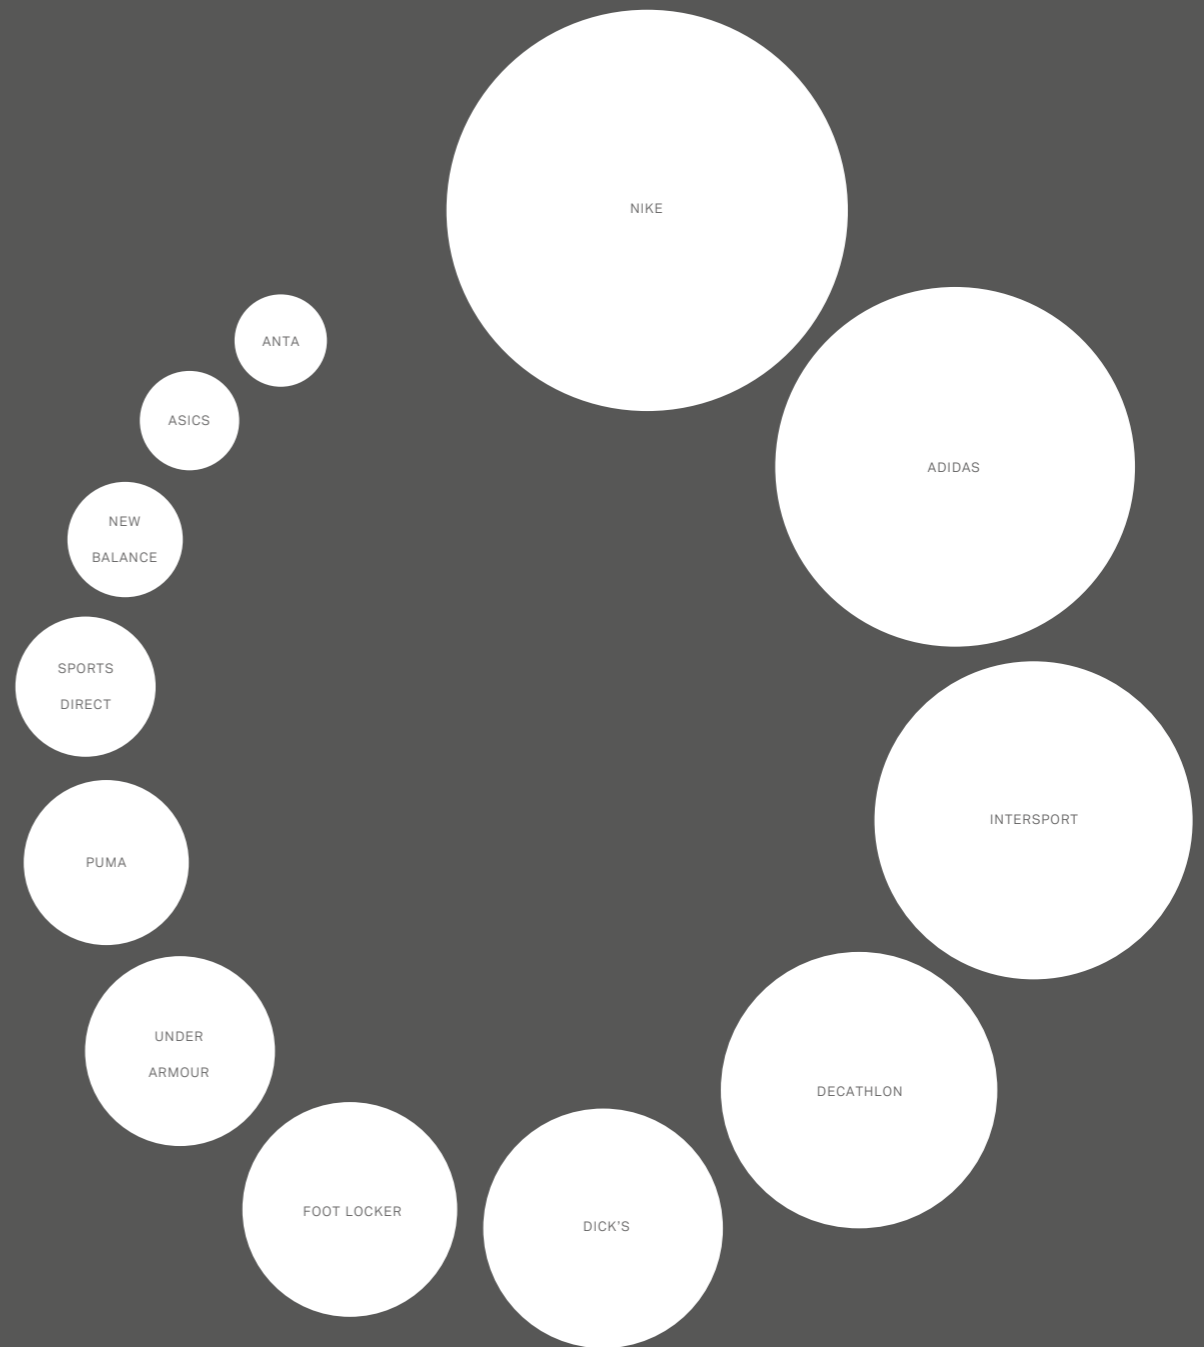 NIKE
ADIDAS
INTERSPORT
DECATHLON
DICK'S
FOOT LOCKER
UNDER
ARMOUR
PUMA
SPORTS
DIRECT
NEW
BALANCE
ASICS
ANTA